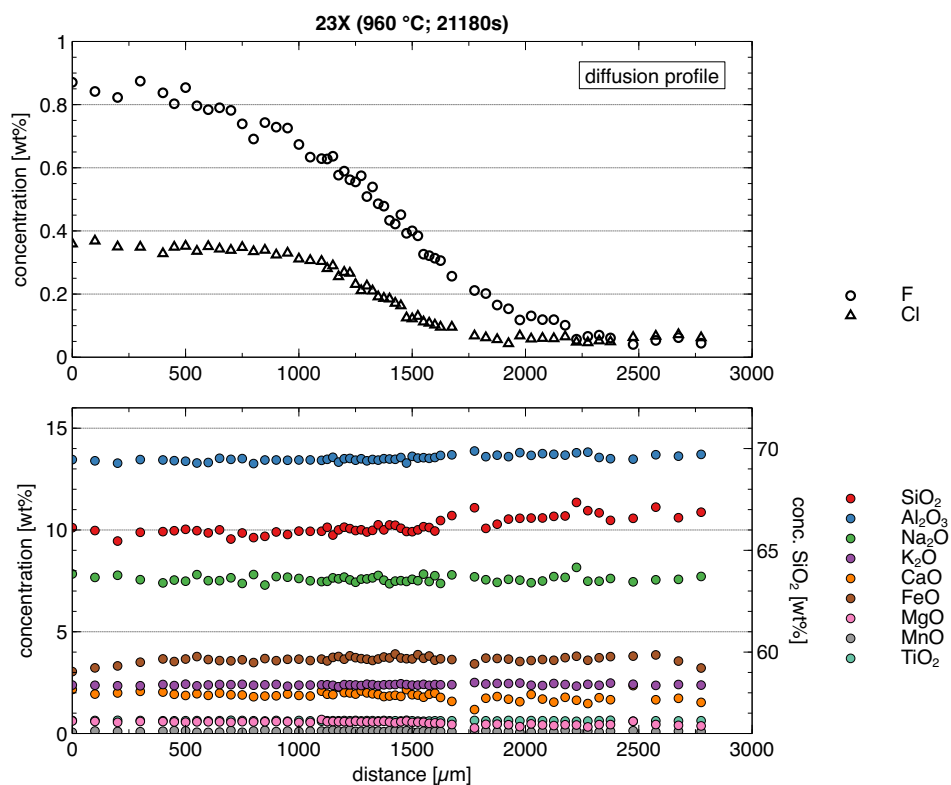 23X (960 °C; 21180s)
diffusion profile
concentration [wt%]
1
0.8
0.6
0.4
0.2
0
0 500 1000 1500 2000 2500 3000
F
Cl
concentration [wt%]
15
10
5
0
70
65
60
conc. SiO₂ [wt%]
0 500 1000 1500 2000 2500 3000
distance [µm]
SiO₂
Al₂O₃
Na₂O
K₂O
CaO
FeO
MgO
MnO
TiO₂